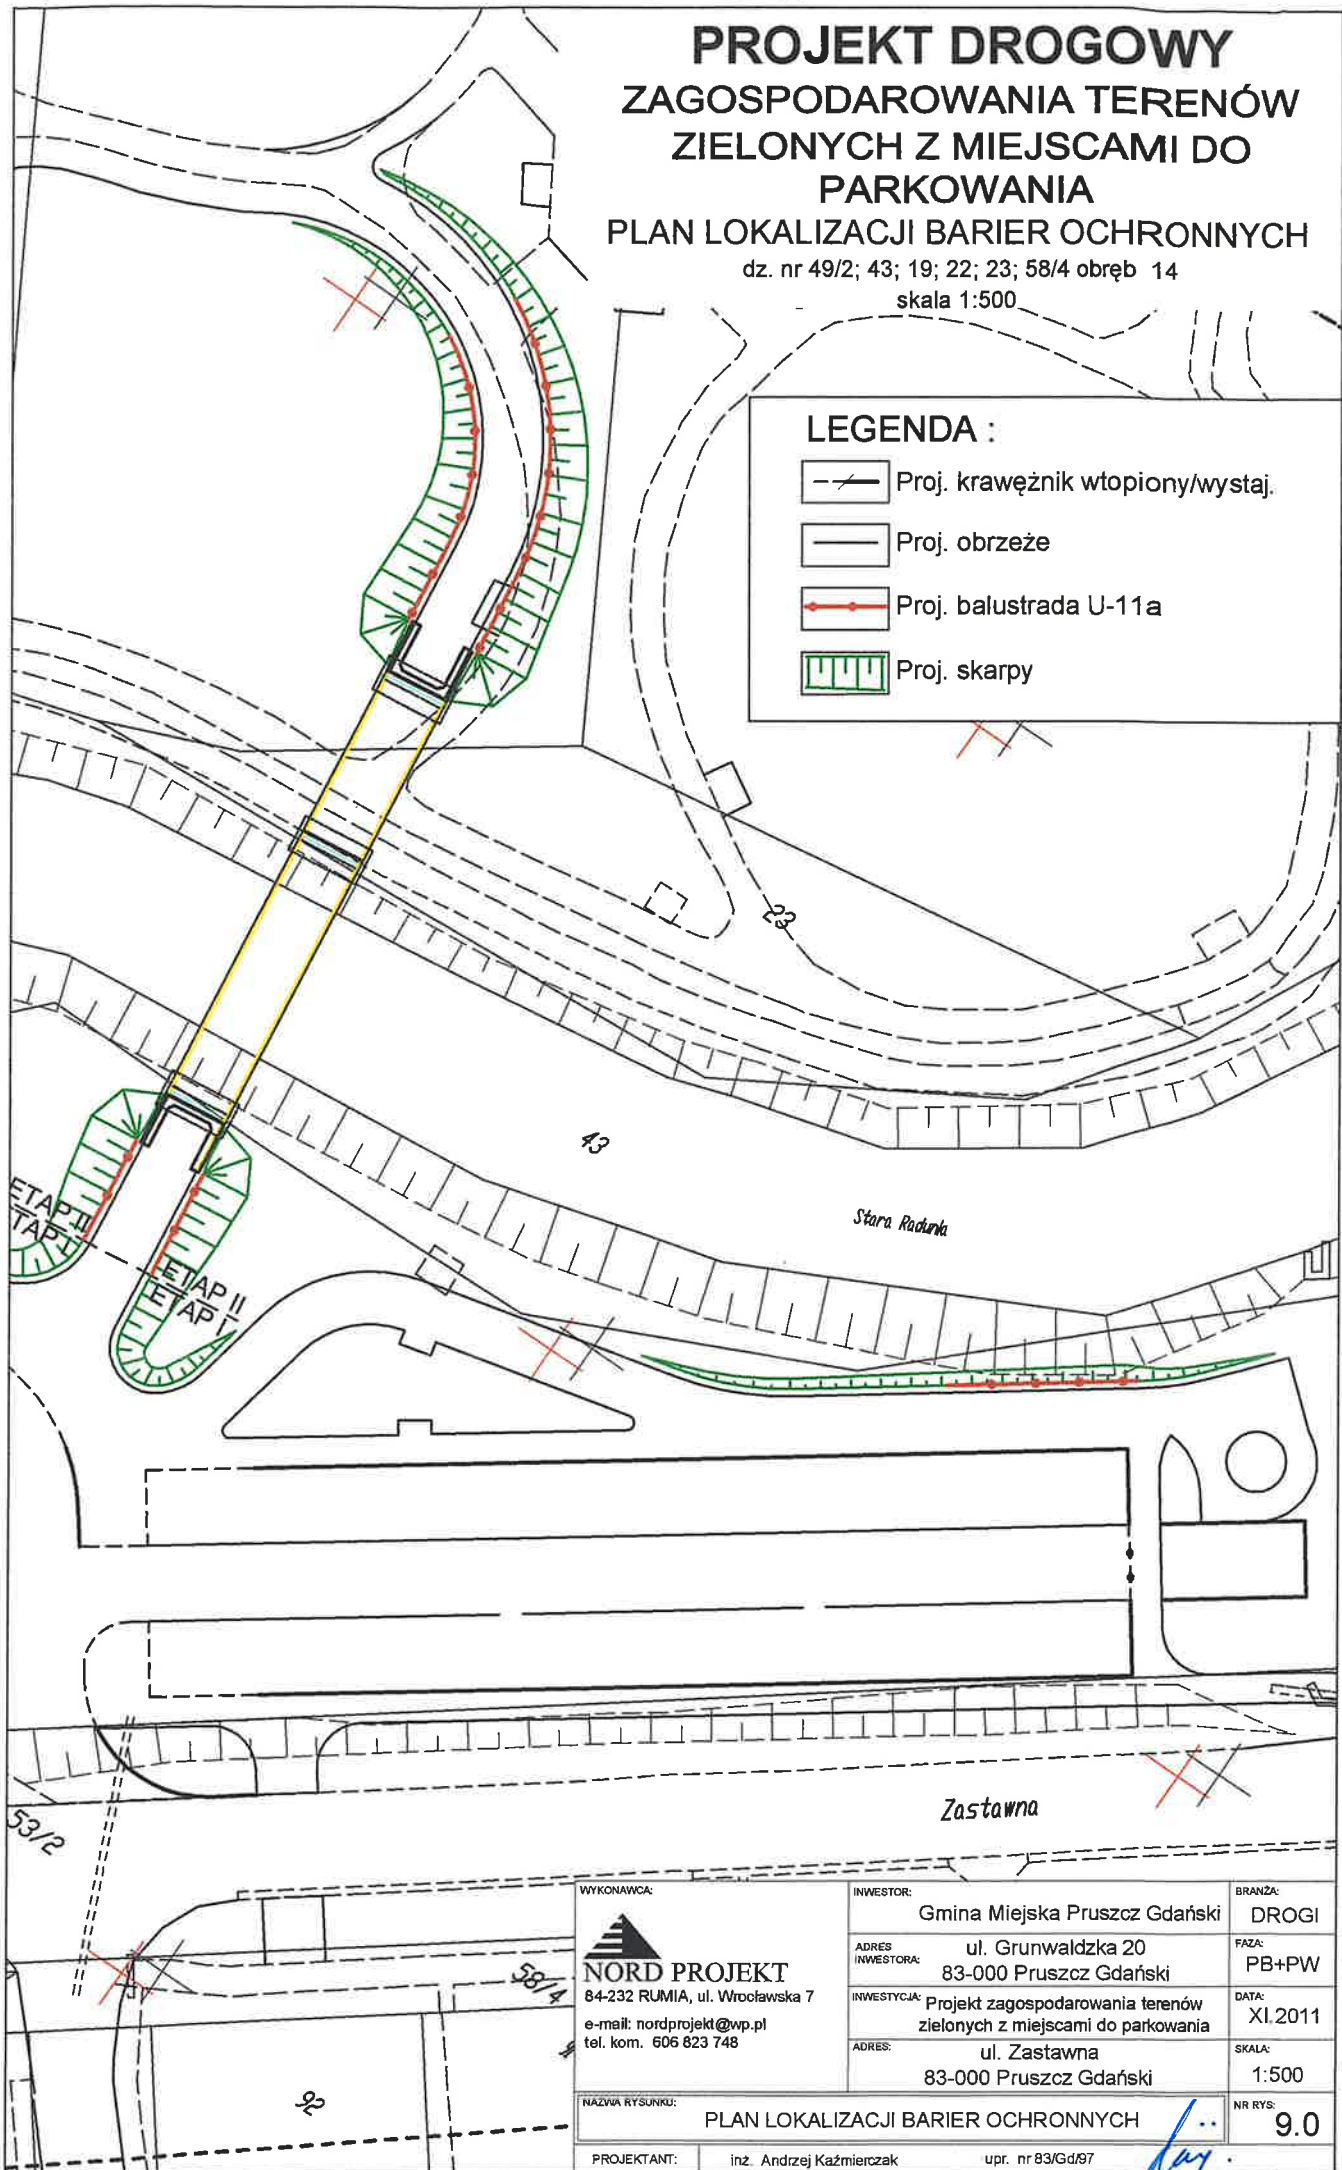 PROJEKT DROGOWY
ZAGOSPODAROWANIA TERENÓW
ZIELONYCH Z MIEJSCAMI DO
PARKOWANIA
PLAN LOKALIZACJI BARIER OCHRONNYCH
dz. nr 49/2; 43; 19; 22; 23; 58/4 obręb 14
skala 1:500
LEGENDA :
Proj. krawężnik wtopiony/wystaj.
Proj. obrzeże
Proj. balustrada U-11a
Proj. skarpy
23
43
Stara Radunia
ETAP II
ETAP I
ETAP II
ETAP I
Zastawna
53/2
58/4
92
WYKONAWCA:
NORD PROJEKT
84-232 RUMIA, ul. Wrocławska 7
e-mail: nordprojekt@wp.pl
tel. kom. 606 823 748
INWESTOR:
Gmina Miejska Pruszcz Gdański
BRANŻA:
DROGI
ADRES INWESTORA:
ul. Grunwaldzka 20
83-000 Pruszcz Gdański
FAZA:
PB+PW
INWESTYCJA:
Projekt zagospodarowania terenów
zielonych z miejscami do parkowania
DATA:
XI.2011
ADRES:
ul. Zastawna
83-000 Pruszcz Gdański
SKALA:
1:500
NAZWA RYSUNKU:
PLAN LOKALIZACJI BARIER OCHRONNYCH
NR RYS:
9.0
PROJEKTANT:
inż. Andrzej Kaźmierczak
upr. nr 83/Gd/97